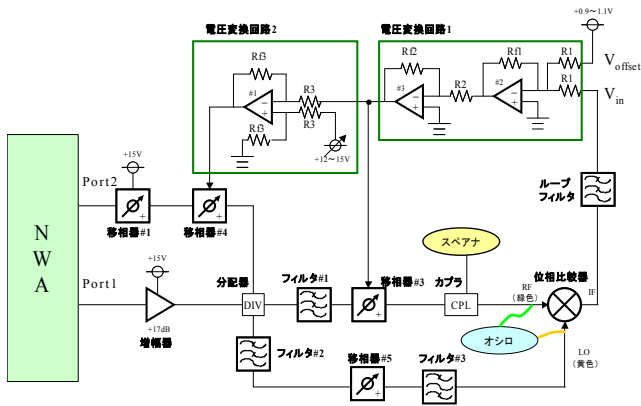 電圧変換回路2
電圧変換回路1
+0.9~1.1V
Rf3
#1
R3
R3
Rf3
+12~15V
Rf2
#3
R2
Rf1
#2
R1
R1
Voffset
Vin
NWA
+15V
Port2
移相器#1
移相器#4
ループ
フィルタ
スペアナ
Port1
+15V
+17dB
増幅器
分配器
DIV
フィルタ#1
移相器#3
カプラ
CPL
RF
(緑色)
位相比較器
IF
オシロ
LO
(黄色)
フィルタ#2
移相器#5
フィルタ#3